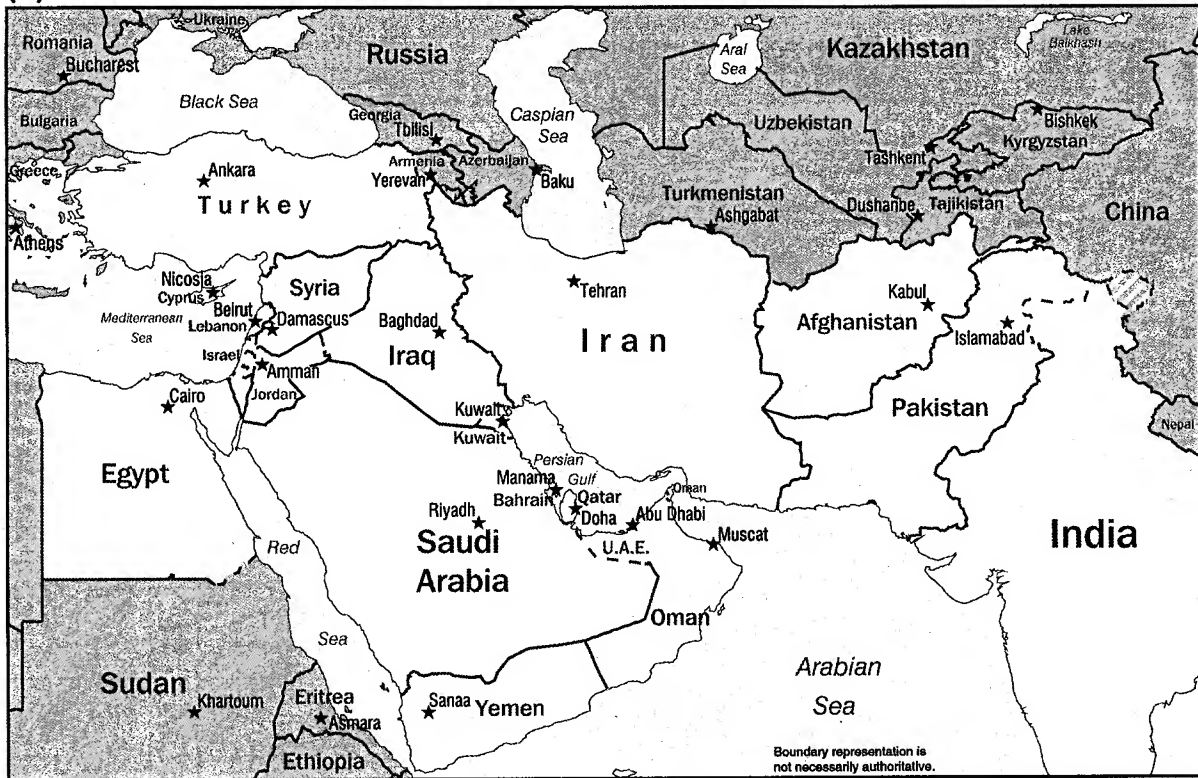 Ukraine
Romania
Bucharest
Russia
Kazakhstan
Lake
Balkhash
Aral
Sea
Black Sea
Caspian
Sea
Bulgaria
Georgia
Tbilisi
Uzbekistan
Bishkek
Kyrgyzstan
Tashkent
Greece
Ankara
Armenia
Azerbaijan
Yerevan
Baku
Turkmenistan
Ashgabat
Dushanbe
Tajikistan
China
Turkey
Athens
Nicosia
Cyprus
Syria
Tehran
Kabul
Beirut
Lebanon
Mediterranean
Sea
Damascus
Baghdad
Iraq
Iran
Afghanistan
Islamabad
Israel
Amman
Jordan
Cairo
Kuwait
Kuwait
Pakistan
Nepal
Egypt
Persian
Gulf
Manama
Bahrain
Qatar
Doha
Oman
Abu Dhabi
Riyadh
Saudi
Arabia
U.A.E.
Muscat
India
Red
Sea
Oman
Arabian
Sea
Sudan
Khartoum
Eritrea
Asmara
Sanaa
Yemen
Ethiopia
Boundary representation is
not necessarily authoritative.